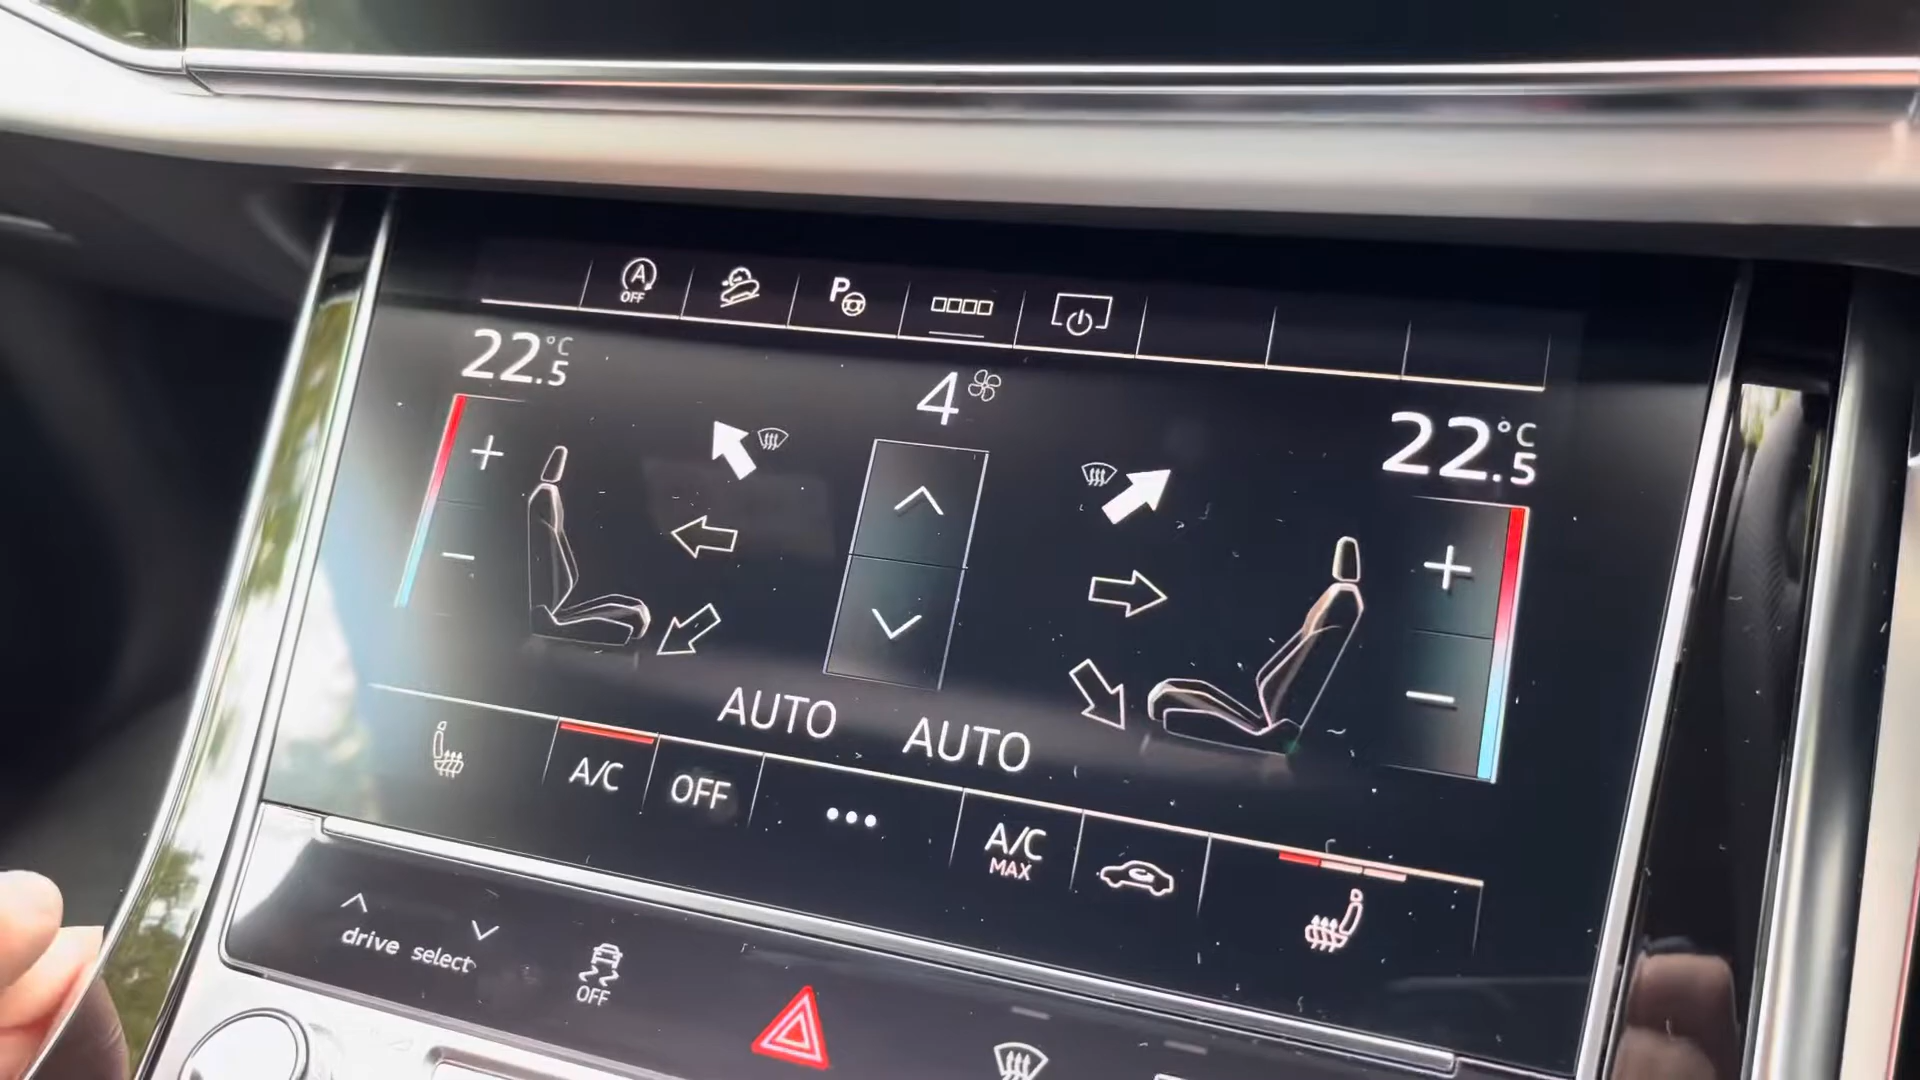 A
OFF
P
22.5 °C
4
22.5 °C
AUTO AUTO
A/C
OFF
A/C
MAX
drive select
OFF